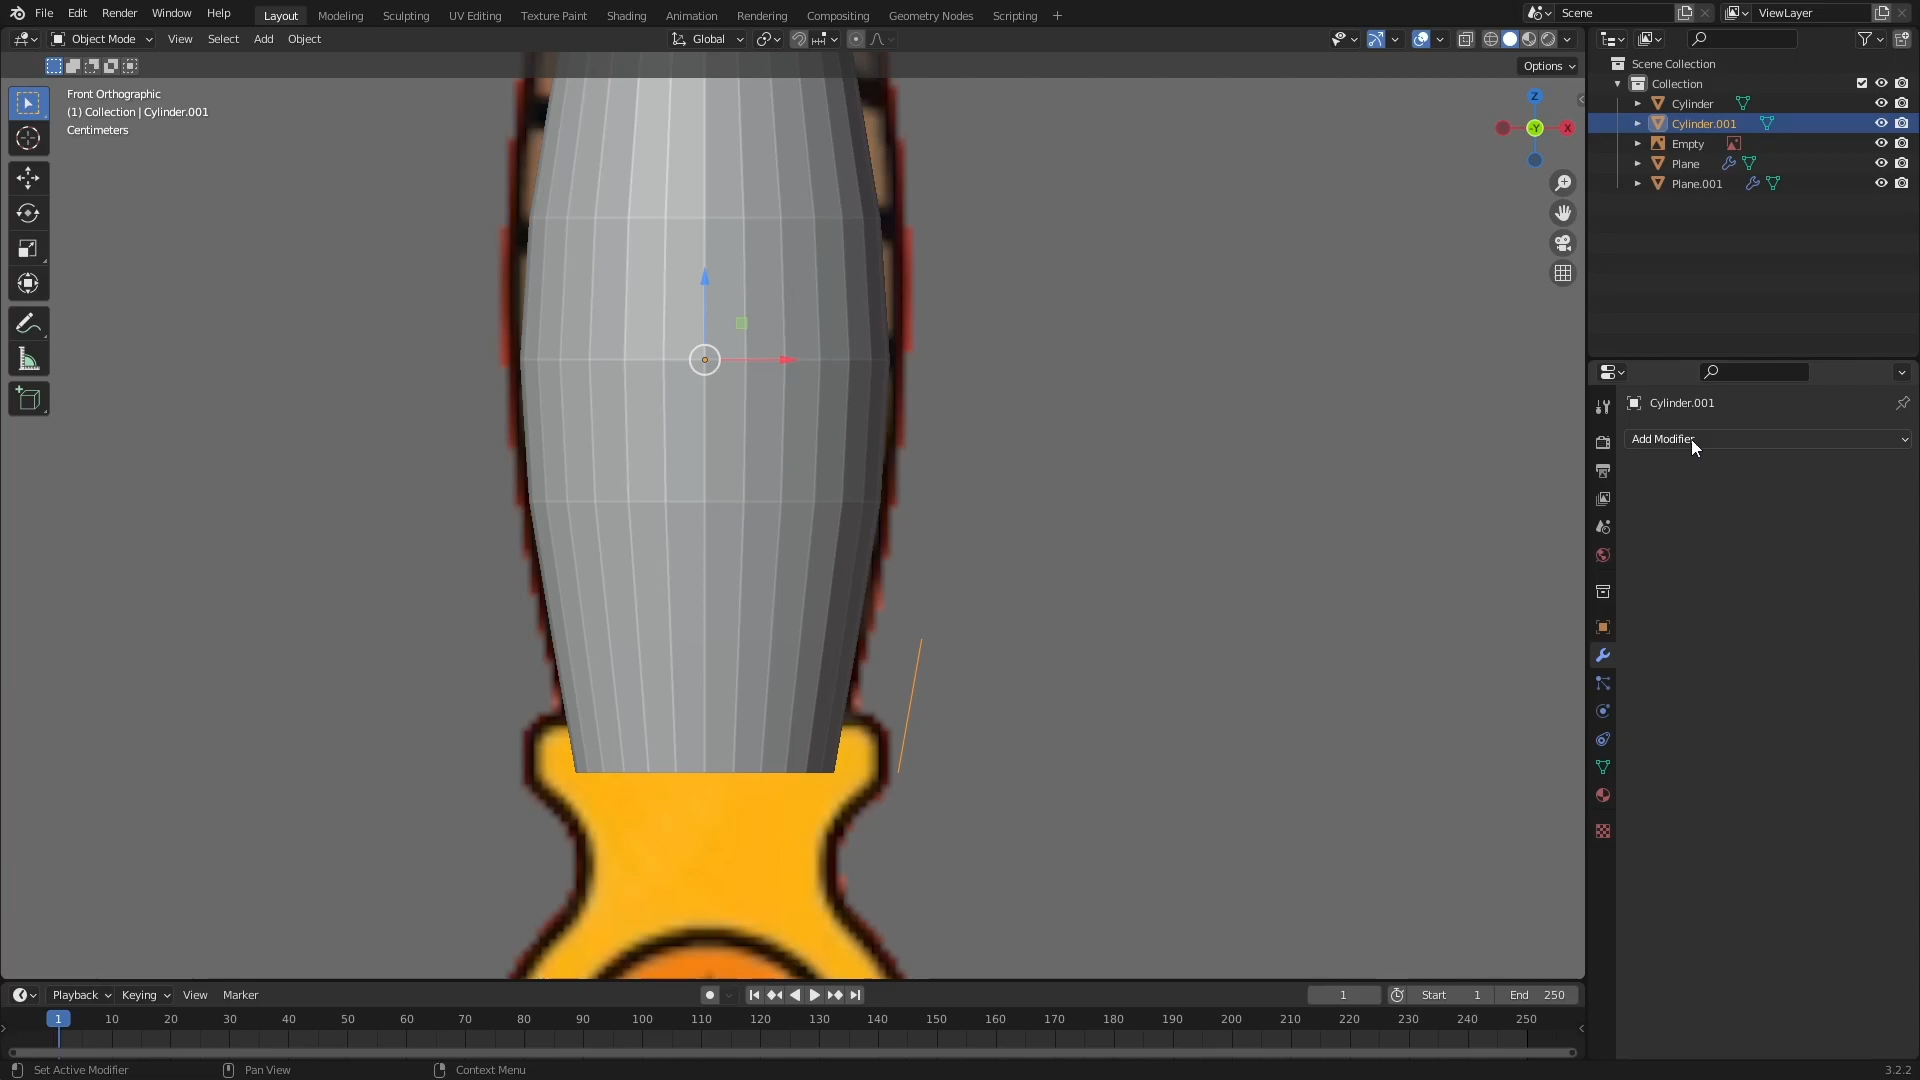 File Edit Render Window Help Layout Modeling Sculpting UV Editing Texture Paint Shading Animation Rendering Compositing Geometry Nodes Scripting + Scene ViewLayer
Object Mode View Select Add Object Global
Options
Front Orthographic
(1) Collection | Cylinder.001
Centimeters
Z
-Y
X
Scene Collection
Collection
Cylinder
Cylinder.001
Empty
Plane
Plane.001
Cylinder.001
Add Modifier
Playback Keying View Marker 1 Start 1 End 250
1 10 20 30 40 50 60 70 80 90 100 110 120 130 140 150 160 170 180 190 200 210 220 230 240 250
Set Active Modifier Pan View Context Menu 3.2.2